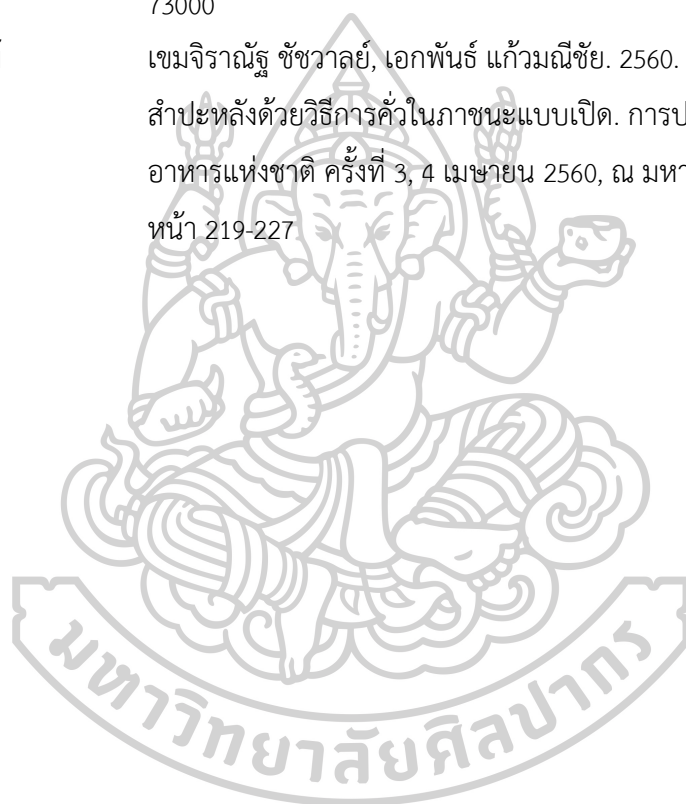 73000
เขมจิราณัฐ ชัชวาลย์, เอกพันธ์ แก้วมณีชัย. 2560.
สำปะหลังด้วยวิธีการคั่วในภาชนะแบบเปิด. การป
อาหารแห่งชาติ ครั้งที่ 3, 4 เมษายน 2560, ณ มหา
หน้า 219-227
มหาวิทยาลัยศิลปากร